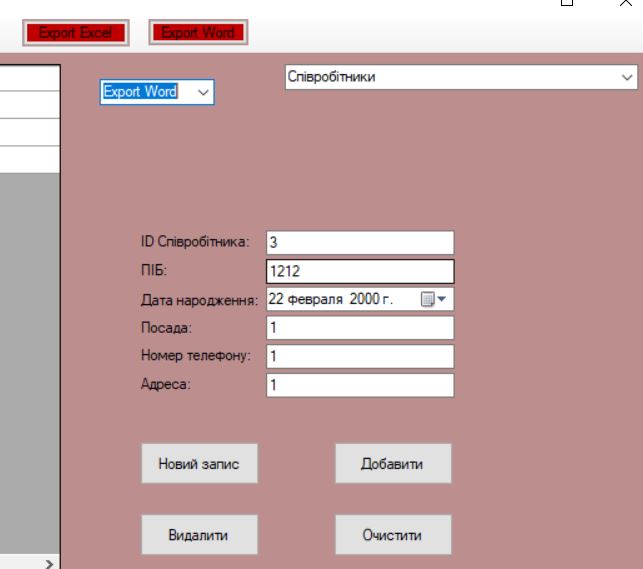 Export Excel Export Word
Export Word Співробітники
ID Співробітника: 3
ПІБ: 1212
Дата народження: 22 февраля 2000 г.
Посада: 1
Номер телефону: 1
Адреса: 1
Новий запис Добавити
Видалити Очистити